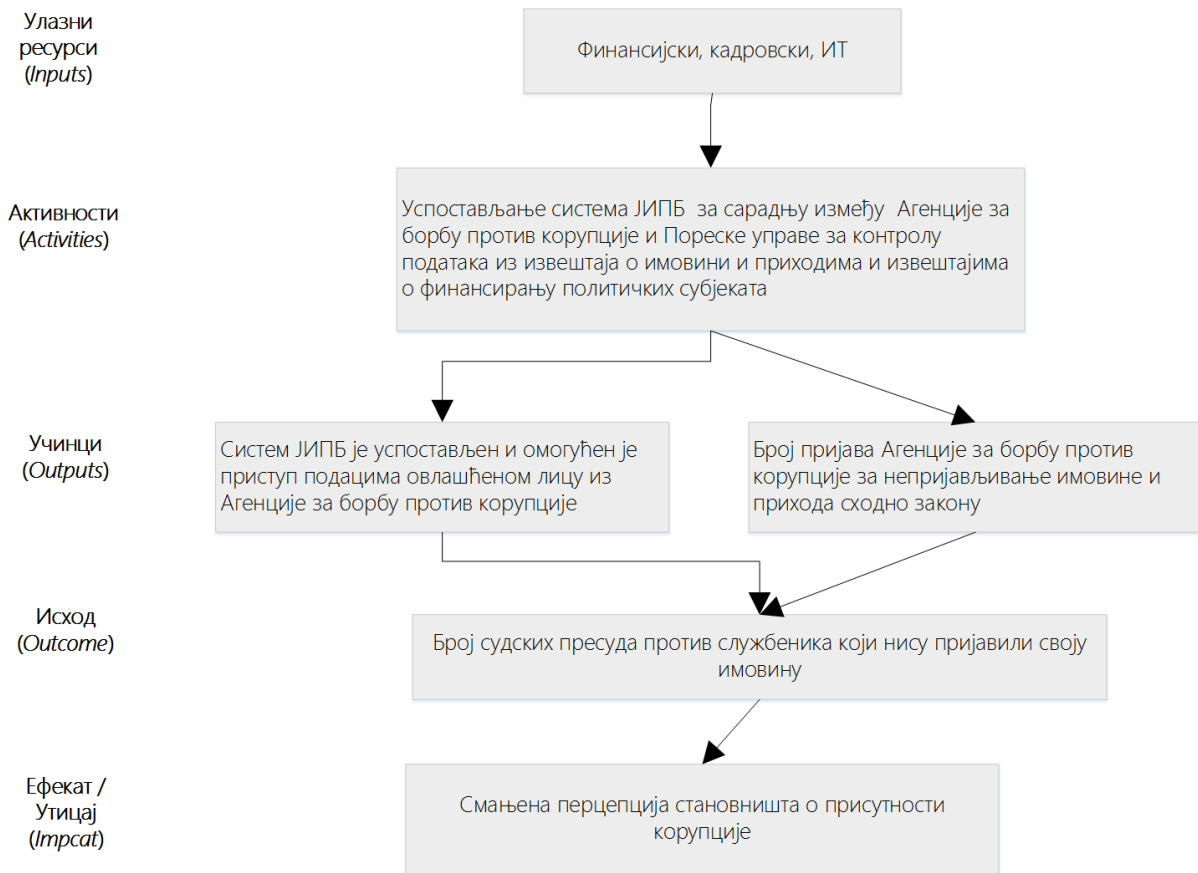 Улазни
ресурси
(Inputs)
Финансијски, кадровски, ИТ
Активности
(Activities)
Успостављање система ЈИПБ за сарадњу између Агенције за
борбу против корупције и Пореске управе за контролу
података из извештаја о имовини и приходима и извештајима
о финансирању политичких субјеката
Учинци
(Outputs)
Систем ЈИПБ је успостављен и омогућен је
приступ подацима овлашћеном лицу из
Агенције за борбу против корупције
Број пријава Агенције за борбу против
корупције за непријављивање имовине и
прихода сходно закону
Исход
(Outcome)
Број судских пресуда против службеника који нису пријавили своју
имовину
Ефекат /
Утицај
(Impcat)
Смањена перцепција становништа о присутности
корупције